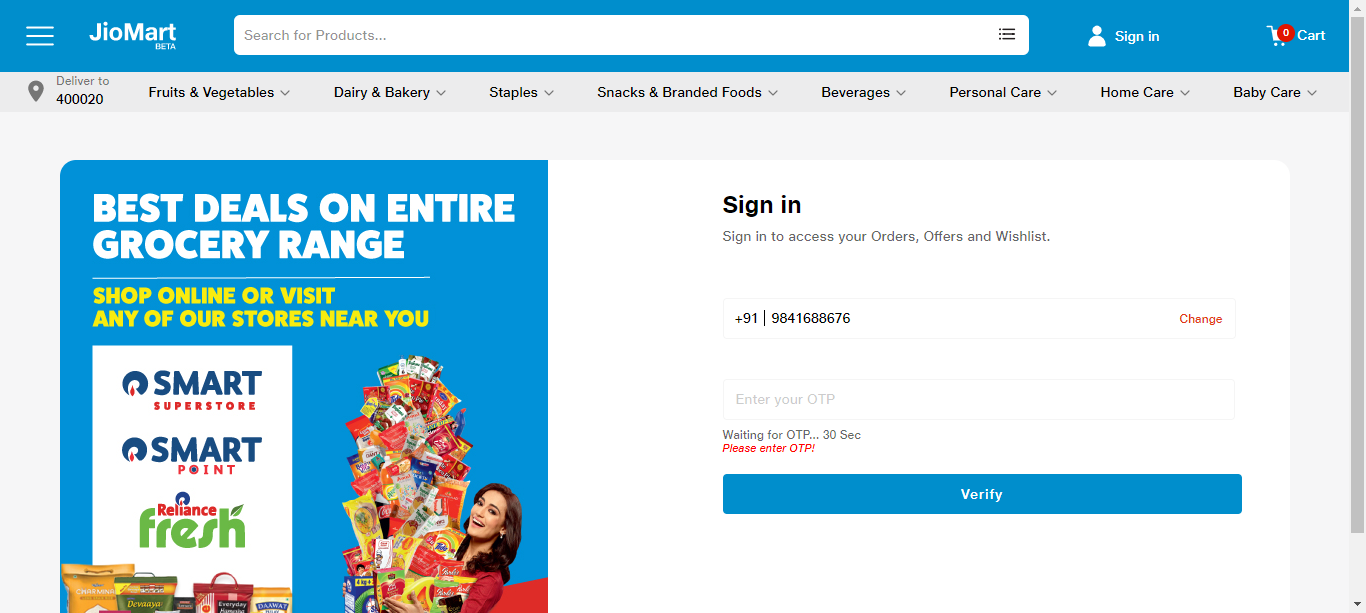 JioMart
BETA
Search for Products...
Sign in
0
Cart
Deliver to
400020
Fruits & Vegetables
Dairy & Bakery
Staples
Snacks & Branded Foods
Beverages
Personal Care
Home Care
Baby Care
BEST DEALS ON ENTIRE
GROCERY RANGE
SHOP ONLINE OR VISIT
ANY OF OUR STORES NEAR YOU
SMART
SUPERSTORE
SMART
POINT
Reliance
fresh
Devaaya
Everyday
DAAWAT
Sign in
Sign in to access your Orders, Offers and Wishlist.
+91 | 9841688676
Change
Enter your OTP
Waiting for OTP... 30 Sec
Please enter OTP!
Verify